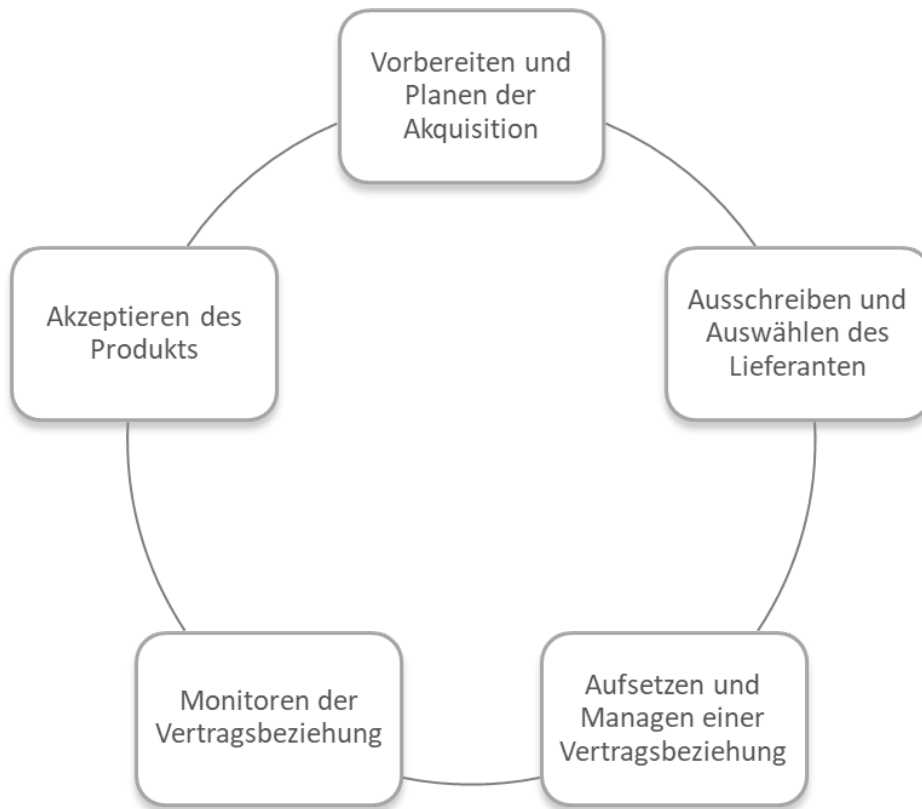 Vorbereiten und
Planen der
Akquisition
Ausschreiben und
Auswählen des
Lieferanten
Aufsetzen und
Managen einer
Vertragsbeziehung
Monitoren der
Vertragsbeziehung
Akzeptieren des
Produkts